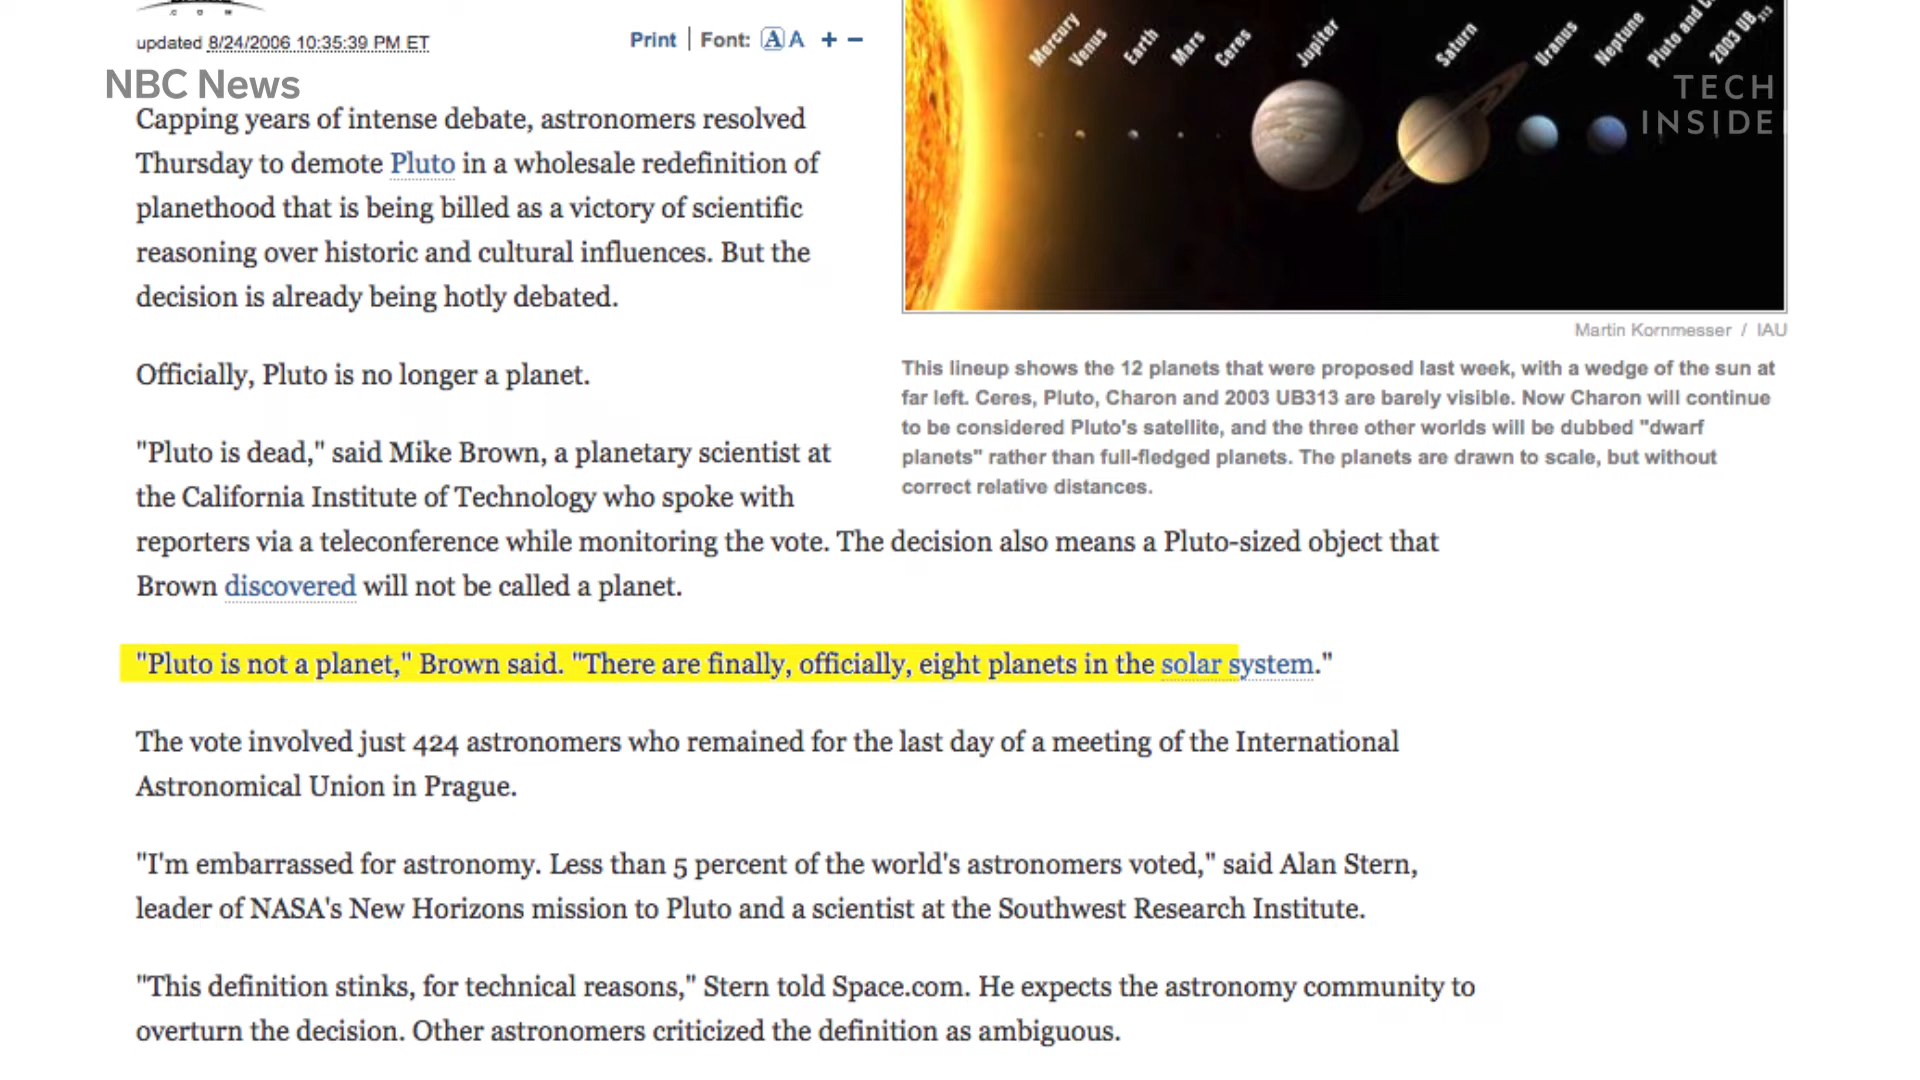 .COM
updated 8/24/2006 10:35:39 PM ET
Print | Font: A A + −
NBC News
Capping years of intense debate, astronomers resolved
Thursday to demote Pluto in a wholesale redefinition of
planethood that is being billed as a victory of scientific
reasoning over historic and cultural influences. But the
decision is already being hotly debated.
Officially, Pluto is no longer a planet.
"Pluto is dead," said Mike Brown, a planetary scientist at
the California Institute of Technology who spoke with
reporters via a teleconference while monitoring the vote. The decision also means a Pluto-sized object that
Brown discovered will not be called a planet.
"Pluto is not a planet," Brown said. "There are finally, officially, eight planets in the solar system."
The vote involved just 424 astronomers who remained for the last day of a meeting of the International
Astronomical Union in Prague.
"I'm embarrassed for astronomy. Less than 5 percent of the world's astronomers voted," said Alan Stern,
leader of NASA's New Horizons mission to Pluto and a scientist at the Southwest Research Institute.
"This definition stinks, for technical reasons," Stern told Space.com. He expects the astronomy community to
overturn the decision. Other astronomers criticized the definition as ambiguous.
Mercury
Venus
Earth
Mars
Ceres
Jupiter
Saturn
Uranus
Neptune
Pluto and
2003 UB313
TECH
INSIDE
Martin Kornmesser / IAU
This lineup shows the 12 planets that were proposed last week, with a wedge of the sun at
far left. Ceres, Pluto, Charon and 2003 UB313 are barely visible. Now Charon will continue
to be considered Pluto's satellite, and the three other worlds will be dubbed "dwarf
planets" rather than full-fledged planets. The planets are drawn to scale, but without
correct relative distances.